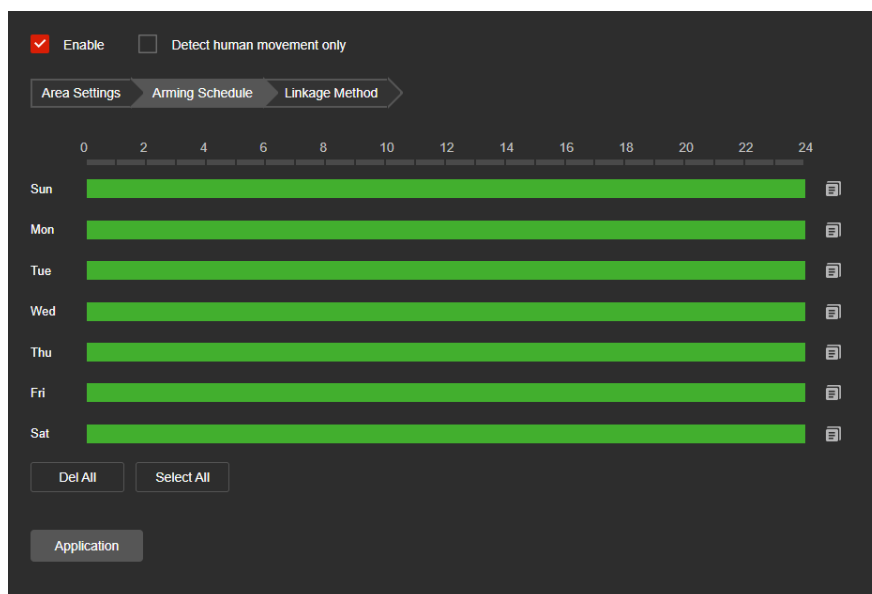 Enable Detect human movement only
Area Settings Arming Schedule Linkage Method
0 2 4 6 8 10 12 14 16 18 20 22 24
Sun
Mon
Tue
Wed
Thu
Fri
Sat
Del All Select All
Application